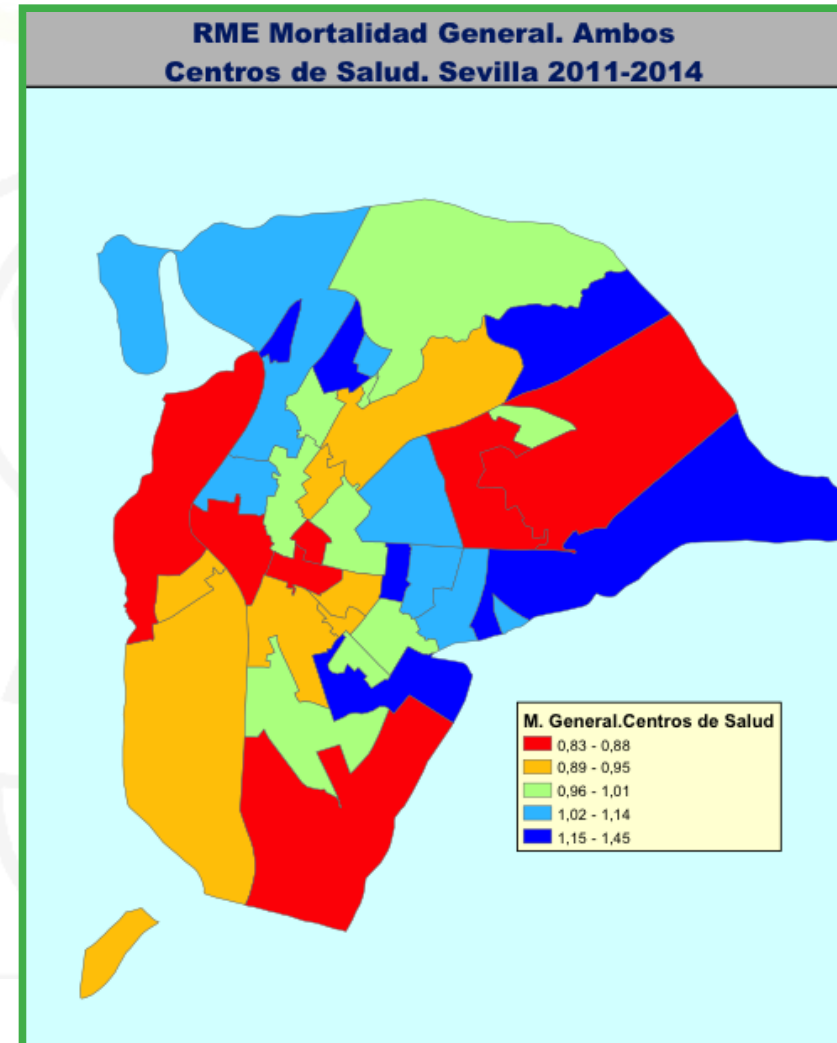 RME Mortalidad General. Ambos
Centros de Salud. Sevilla 2011-2014
M. General.Centros de Salud
0,83 - 0,88
0,89 - 0,95
0,96 - 1,01
1,02 - 1,14
1,15 - 1,45